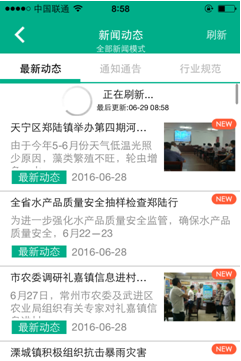 中国联通 8:58
新闻动态 刷新
全部新闻模式
最新动态 通知通告 行业规范
正在刷新...
最后更新:06-29 08:58
天宁区郑陆镇举办第四期河... NEW
由于今年5-6月份天气低温光照
少原因，藻类繁殖不旺，轮虫增
最新动态 2016-06-28
全省水产品质量安全抽样检查郑陆行 NEW
为进一步强化水产品质量安全监管，确保水产品
质量安全，6月22—23
最新动态 2016-06-28
市农委调研礼嘉镇信息进村... NEW
6月27日，常州市农委及武进区
农业局组织有关专家对礼嘉镇
最新动态 2016-06-28
溧城镇积极组织抗击暴雨灾害 NEW